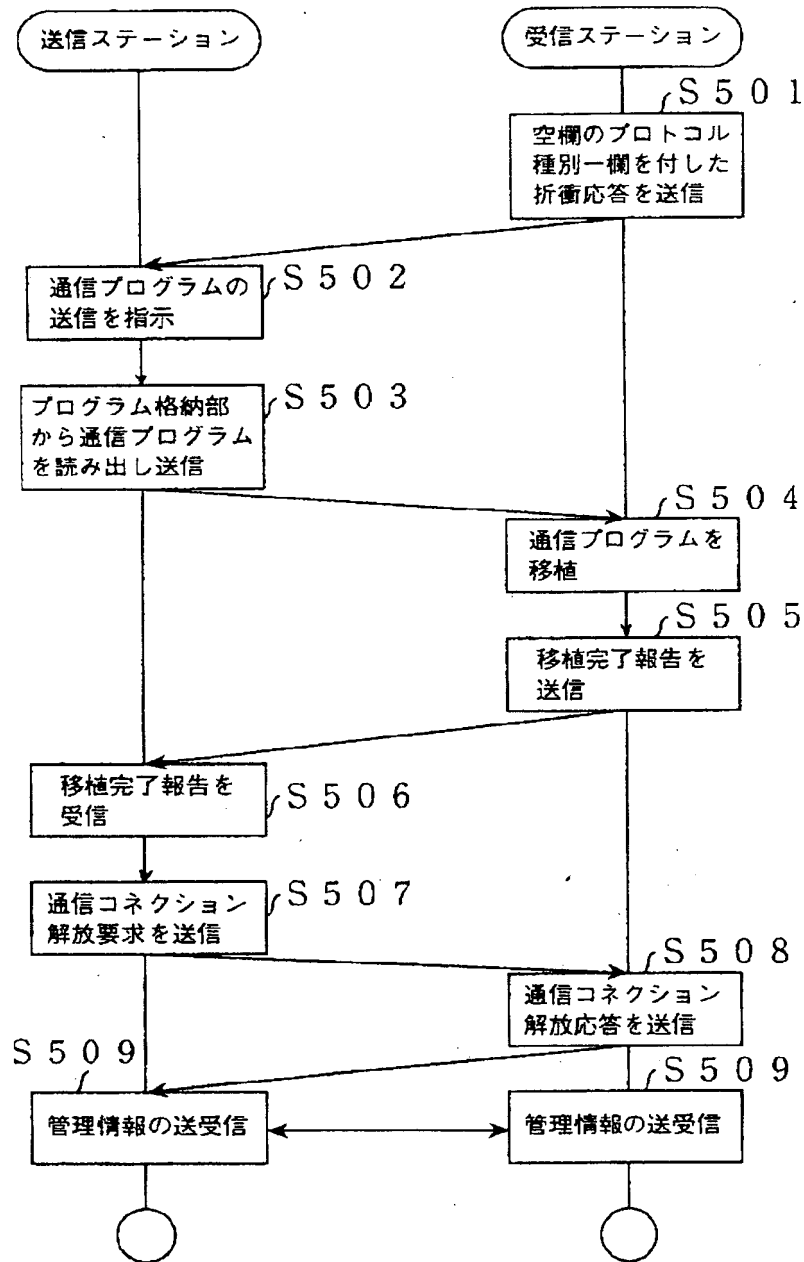 送信ステーション
受信ステーション
S501
空欄のプロトコル
種別一欄を付した
折衝応答を送信
S502
通信プログラムの
送信を指示
S503
プログラム格納部
から通信プログラム
を読み出し送信
S504
通信プログラムを
移植
S505
移植完了報告を
送信
S506
移植完了報告を
受信
S507
通信コネクション
解放要求を送信
S508
通信コネクション
解放応答を送信
S509
管理情報の送受信
S509
管理情報の送受信